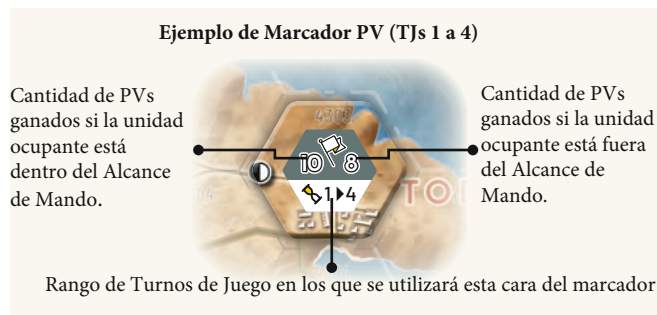 Ejemplo de Marcador PV (TJs 1 a 4)
Cantidad de PVs
ganados si la unidad
ocupante está
dentro del Alcance
de Mando.
4309
10 8
1 4
TO
Cantidad de PVs
ganados si la unidad
ocupante está fuera
del Alcance de
Mando.
Rango de Turnos de Juego en los que se utilizará esta cara del marcador